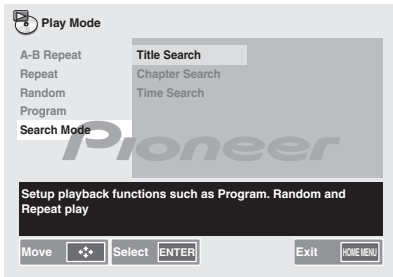 Play Mode
A-B Repeat
Title Search
Repeat
Chapter Search
Random
Time Search
Program
Search Mode
Pioneer
Setup playback functions such as Program. Random and
Repeat play
Move Select ENTER Exit HOME MENU